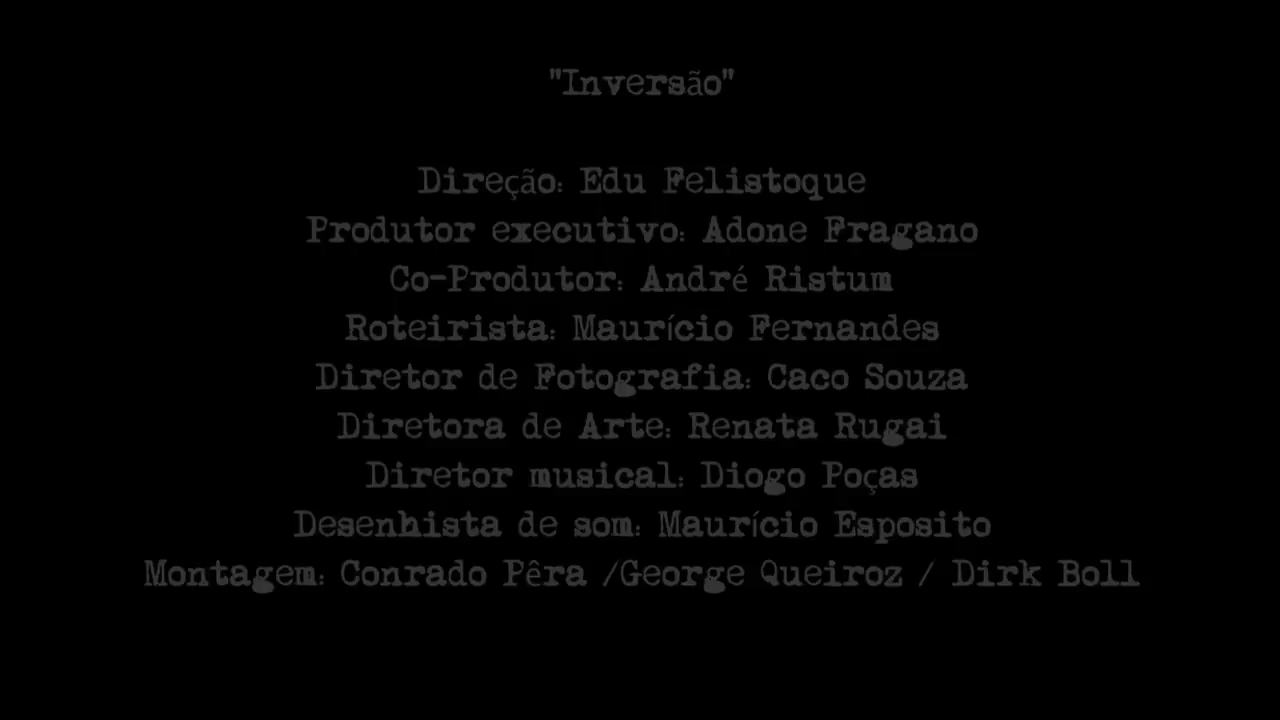 "Inversão"
Direção: Edu Felistoque
Produtor executivo: Adone Fragano
Co-Produtor: André Ristum
Roteirista: Maurício Fernandes
Diretor de Fotografia: Caco Souza
Diretora de Arte: Renata Rugai
Diretor musical: Diogo Poças
Desenhista de som: Maurício Esposito
Montagem: Conrado Pêra /George Queiroz / Dirk Boll